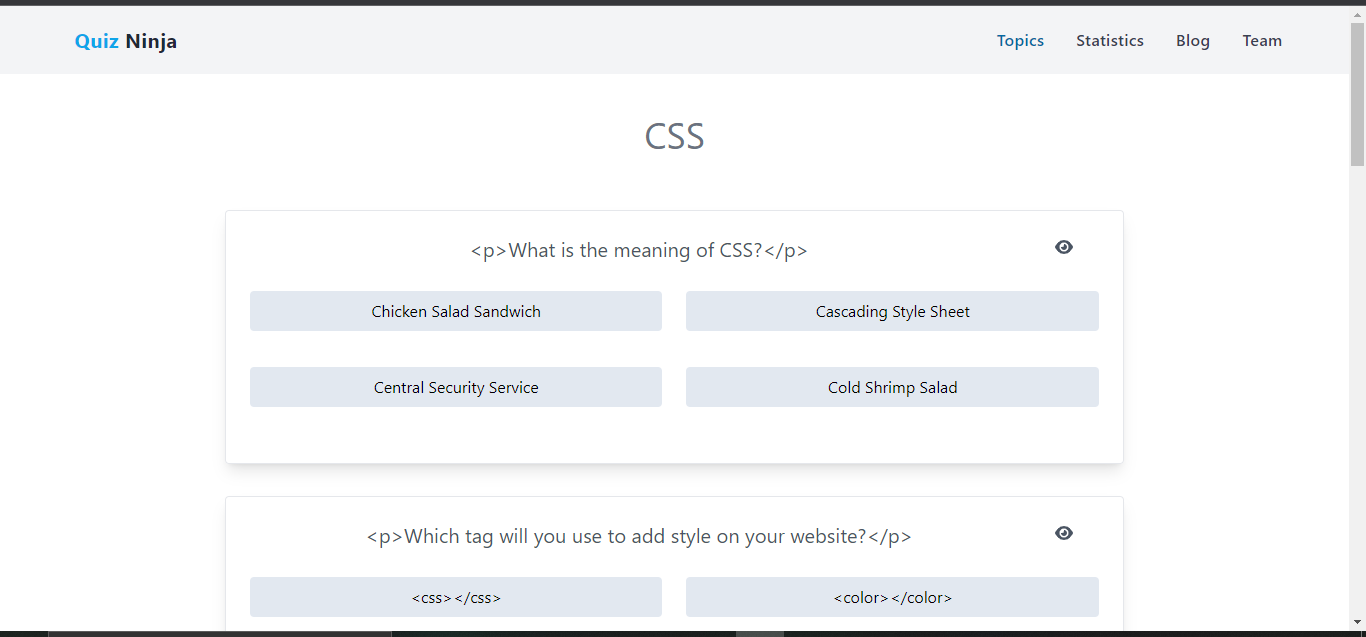 Quiz Ninja
Topics Statistics Blog Team
CSS
<p>What is the meaning of CSS?</p>
Chicken Salad Sandwich
Cascading Style Sheet
Central Security Service
Cold Shrimp Salad
<p>Which tag will you use to add style on your website?</p>
<css></css>
<color></color>